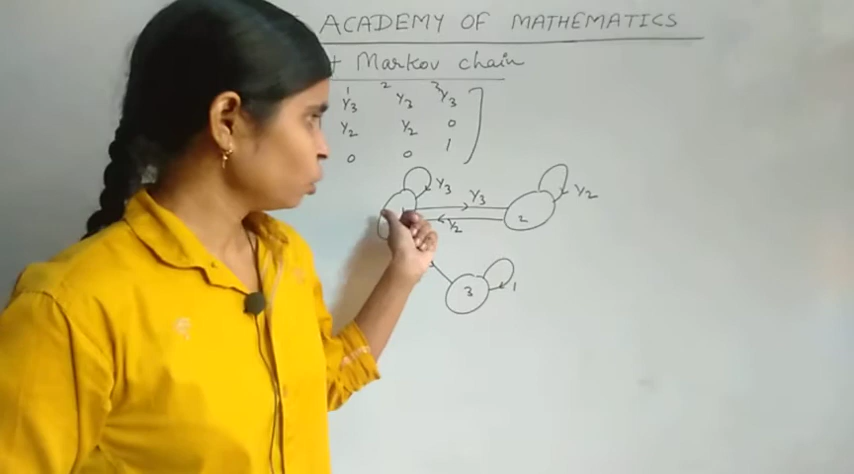 ACADEMY OF MATHEMATICS
Markov chain
1 2 3
1/3 1/3 1/3
1/2 1/2 0
0 0 1
1/3
1/3
1/2
2
1/2
3
1